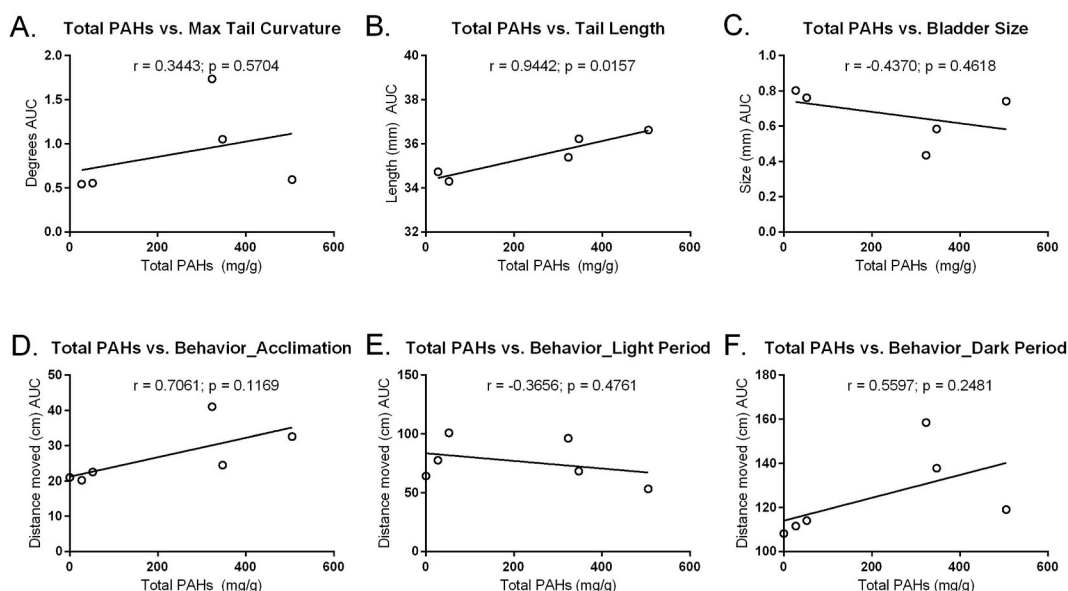 A. Total PAHs vs. Max Tail Curvature
r = 0.3443; p = 0.5704
Degrees AUC
2.0
1.5
1.0
0.5
0.0
0 200 400 600
Total PAHs (mg/g)
B. Total PAHs vs. Tail Length
r = 0.9442; p = 0.0157
Length (mm) AUC
40
38
36
34
32
0 200 400 600
Total PAHs (mg/g)
C. Total PAHs vs. Bladder Size
r = -0.4370; p = 0.4618
Size (mm) AUC
1.0
0.8
0.6
0.4
0.2
0.0
0 200 400 600
Total PAHs (mg/g)
D. Total PAHs vs. Behavior_Acclimation
r = 0.7061; p = 0.1169
Distance moved (cm) AUC
50
40
30
20
10
0
0 200 400 600
Total PAHs (mg/g)
E. Total PAHs vs. Behavior_Light Period
r = -0.3656; p = 0.4761
Distance moved (cm) AUC
150
100
50
0
0 200 400 600
Total PAHs (mg/g)
F. Total PAHs vs. Behavior_Dark Period
r = 0.5597; p = 0.2481
Distance moved (cm) AUC
180
160
140
120
100
0 200 400 600
Total PAHs (mg/g)